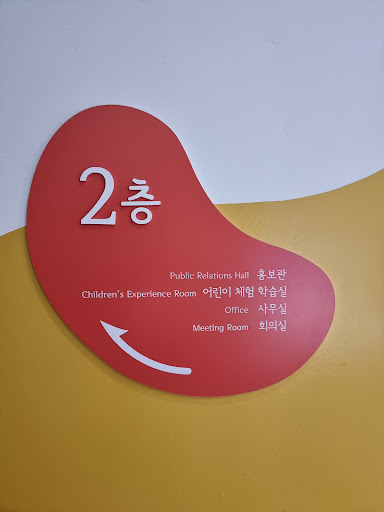 2층
Public Relations Hall 홍보관
Children's Experience Room 어린이 체험 학습실
Office 사무실
Meeting Room 회의실